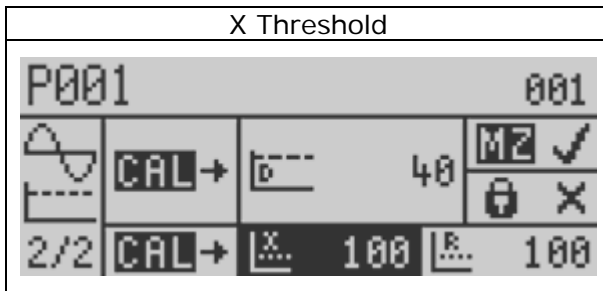 X Threshold
P001 001
CAL→ D 40 MZ ✓
✗
2/2 CAL→ X 100 R 100